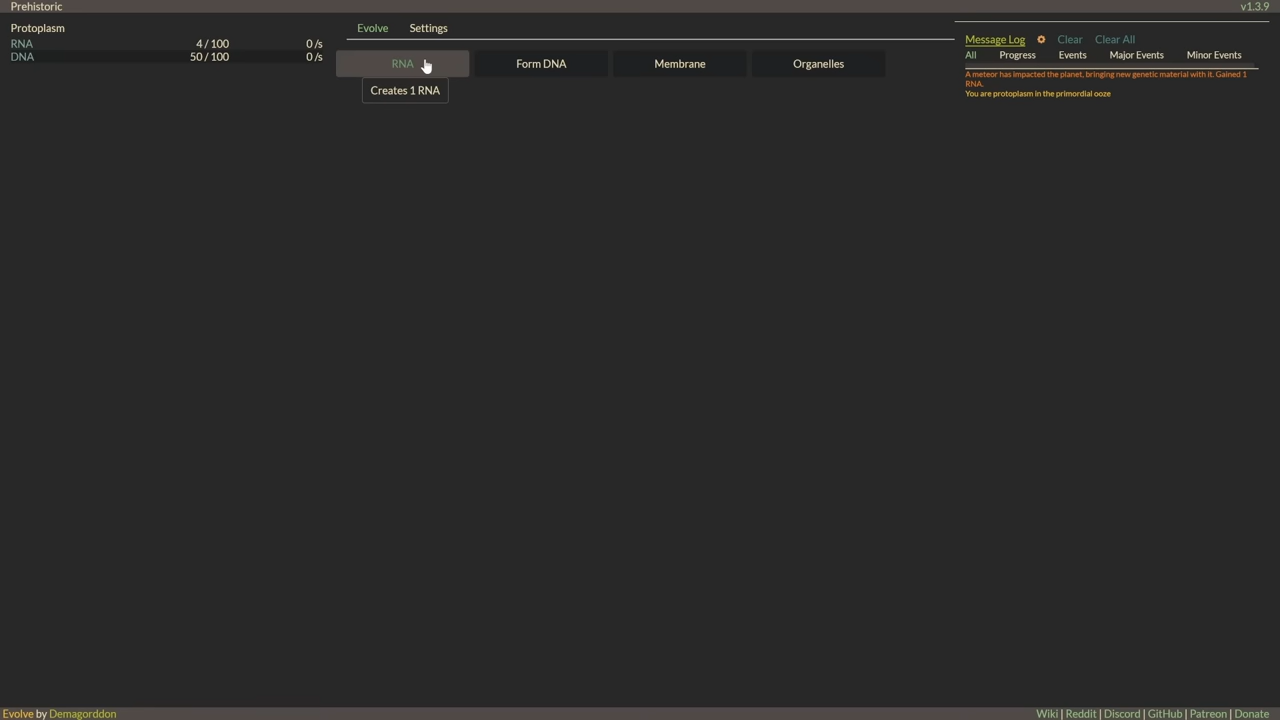 Prehistoric v1.3.9
Protoplasm
RNA 4 / 100 0 /s
DNA 50 / 100 0 /s
Evolve Settings
RNA Form DNA Membrane Organelles
Creates 1 RNA
Message Log Clear Clear All
All Progress Events Major Events Minor Events
A meteor has impacted the planet, bringing new genetic material with it. Gained 1
RNA.
You are protoplasm in the primordial ooze
Evolve by Demagorddon
Wiki | Reddit | Discord | GitHub | Patreon | Donate